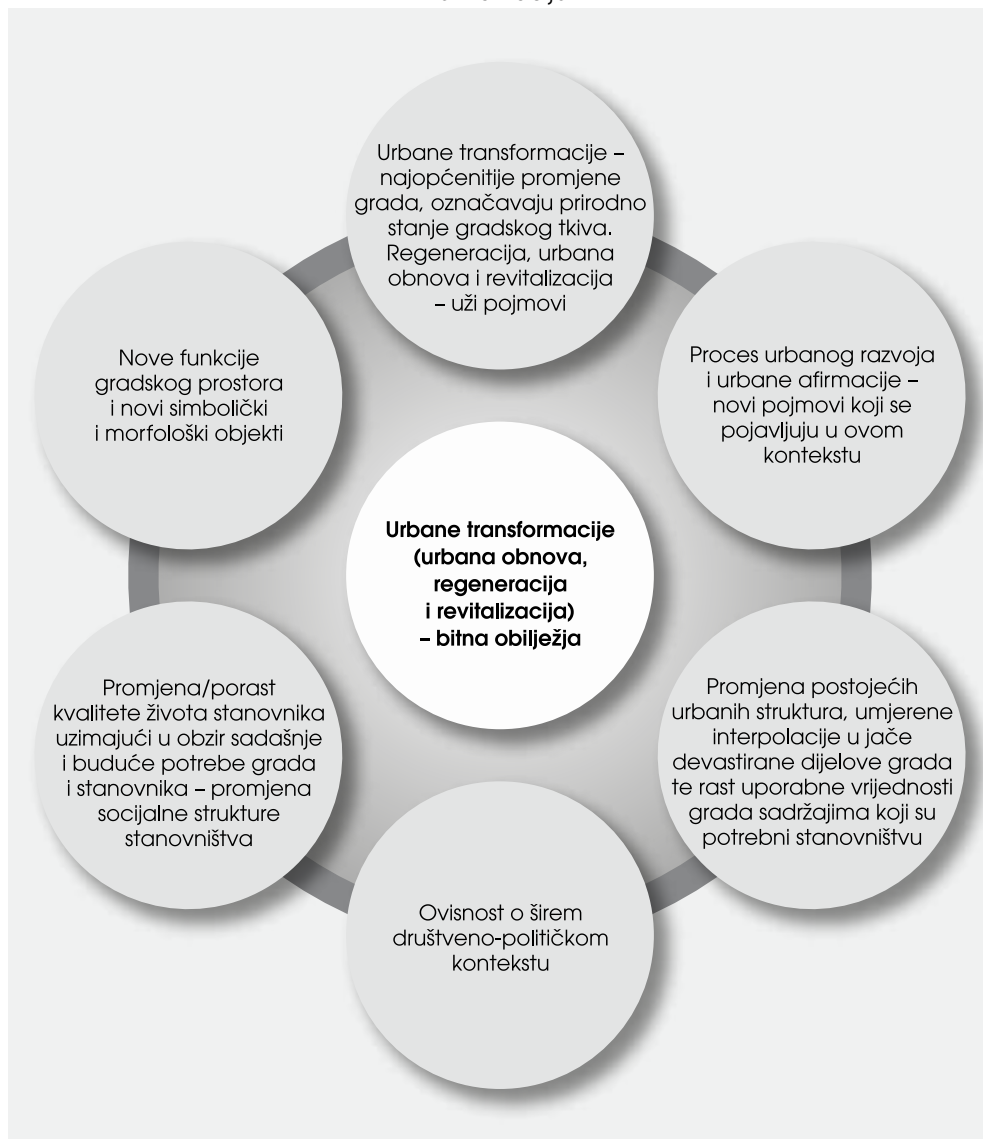 Urbane transformacije –
najopćenitije promjene
grada, označavaju prirodno
stanje gradskog tkiva.
Regeneracija, urbana
obnova i revitalizacija
– uži pojmovi
Nove funkcije
gradskog prostora
i novi simbolički
i morfološki objekti
Proces urbanog razvoja
i urbane afirmacije –
novi pojmovi koji se
pojavljuju u ovom
kontekstu
Urbane transformacije
(urbana obnova,
regeneracija
i revitalizacija)
– bitna obilježja
Promjena/porast
kvalitete života stanovnika
uzimajući u obzir sadašnje
i buduće potrebe grada
i stanovnika – promjena
socijalne strukture
stanovništva
Promjena postojećih
urbanih struktura, umjerene
interpolacije u jače
devastirane dijelove grada
te rast uporabne vrijednosti
grada sadržajima koji su
potrebni stanovništvu
Ovisnost o širem
društveno-političkom
kontekstu